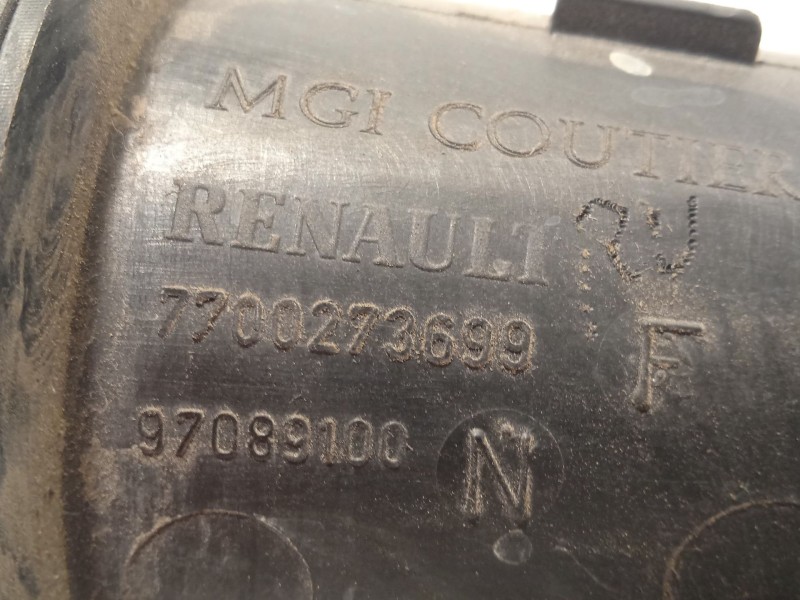 MGI COUTIER
RENAULT
7700273699
F
97089100
N